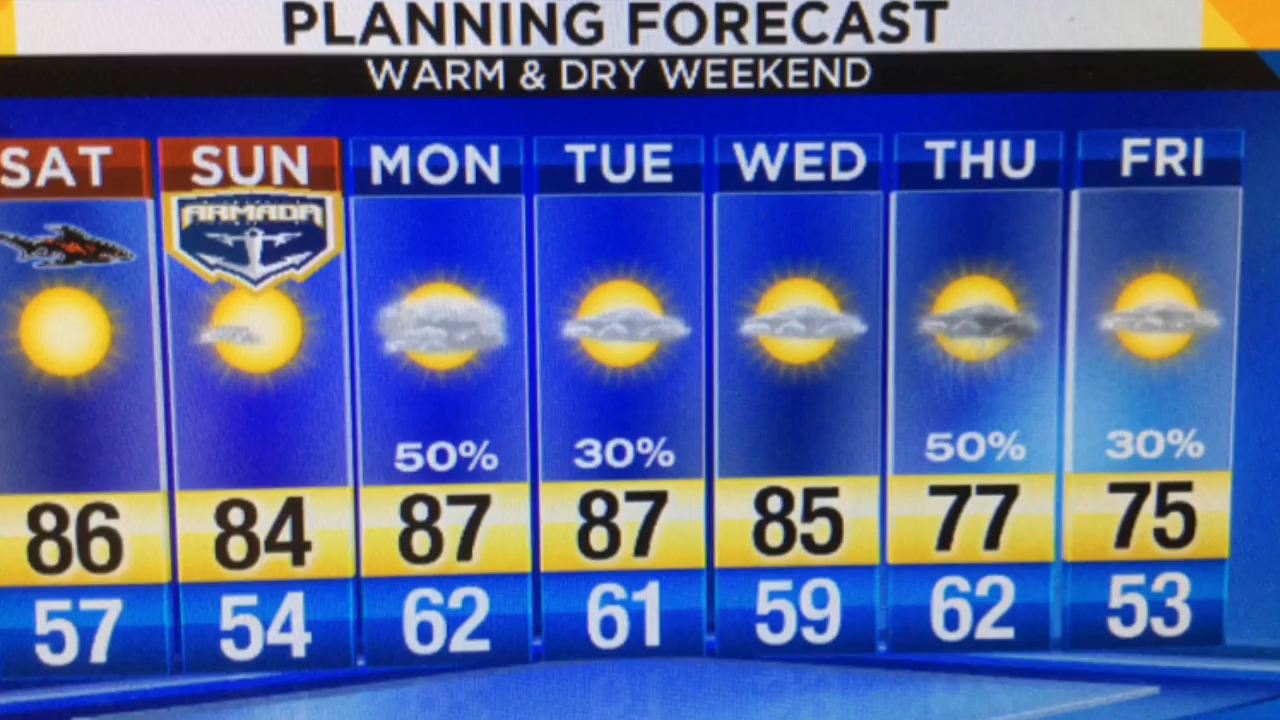 PLANNING FORECAST
WARM & DRY WEEKEND
SAT SUN MON TUE WED THU FRI
ARMADA
50% 30% 50% 30%
86 84 87 87 85 77 75
57 54 62 61 59 62 53